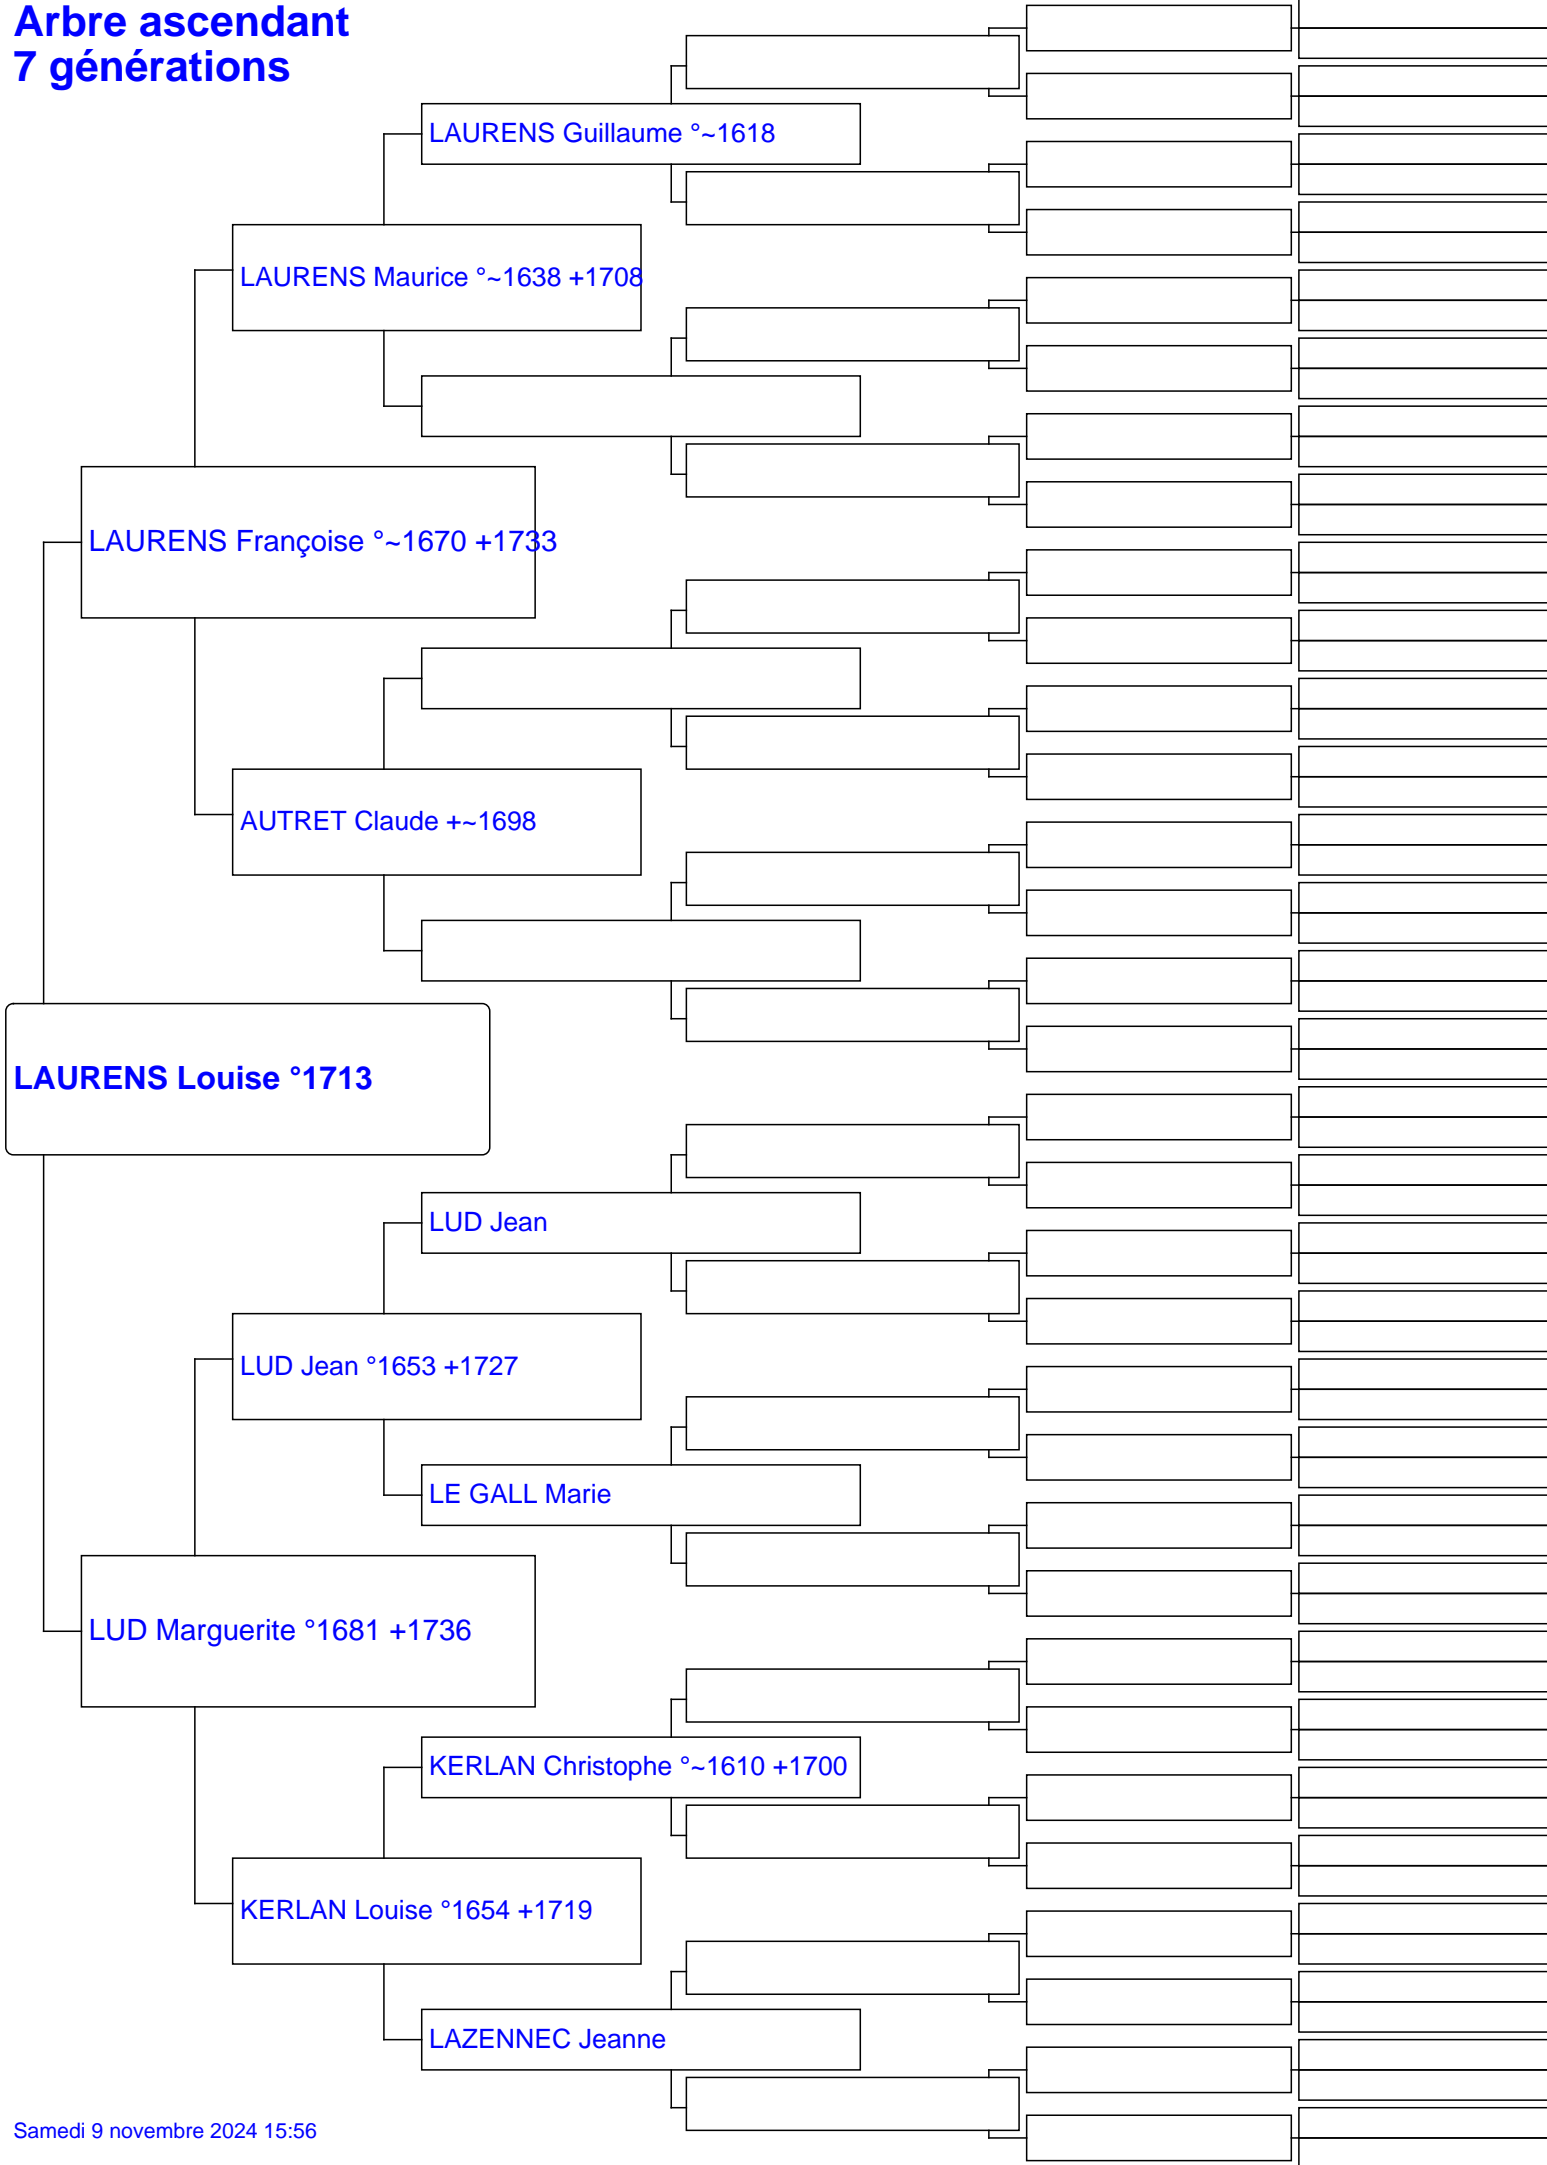 Arbre ascendant
7 générations
LAURENS Guillaume °~1618
LAURENS Maurice °~1638 +1708
LAURENS Françoise °~1670 +1733
AUTRET Claude +~1698
LAURENS Louise °1713
LUD Jean
LUD Jean °1653 +1727
LE GALL Marie
LUD Marguerite °1681 +1736
KERLAN Christophe °~1610 +1700
KERLAN Louise °1654 +1719
LAZENNEC Jeanne
Samedi 9 novembre 2024 15:56